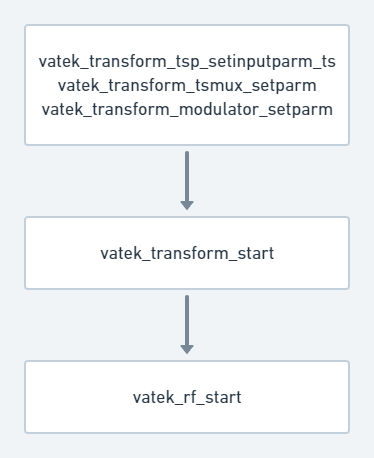 vatek_transform_tsp_setinputparm_ts
vatek_transform_tsmux_setparm
vatek_transform_modulator_setparm
vatek_transform_start
vatek_rf_start